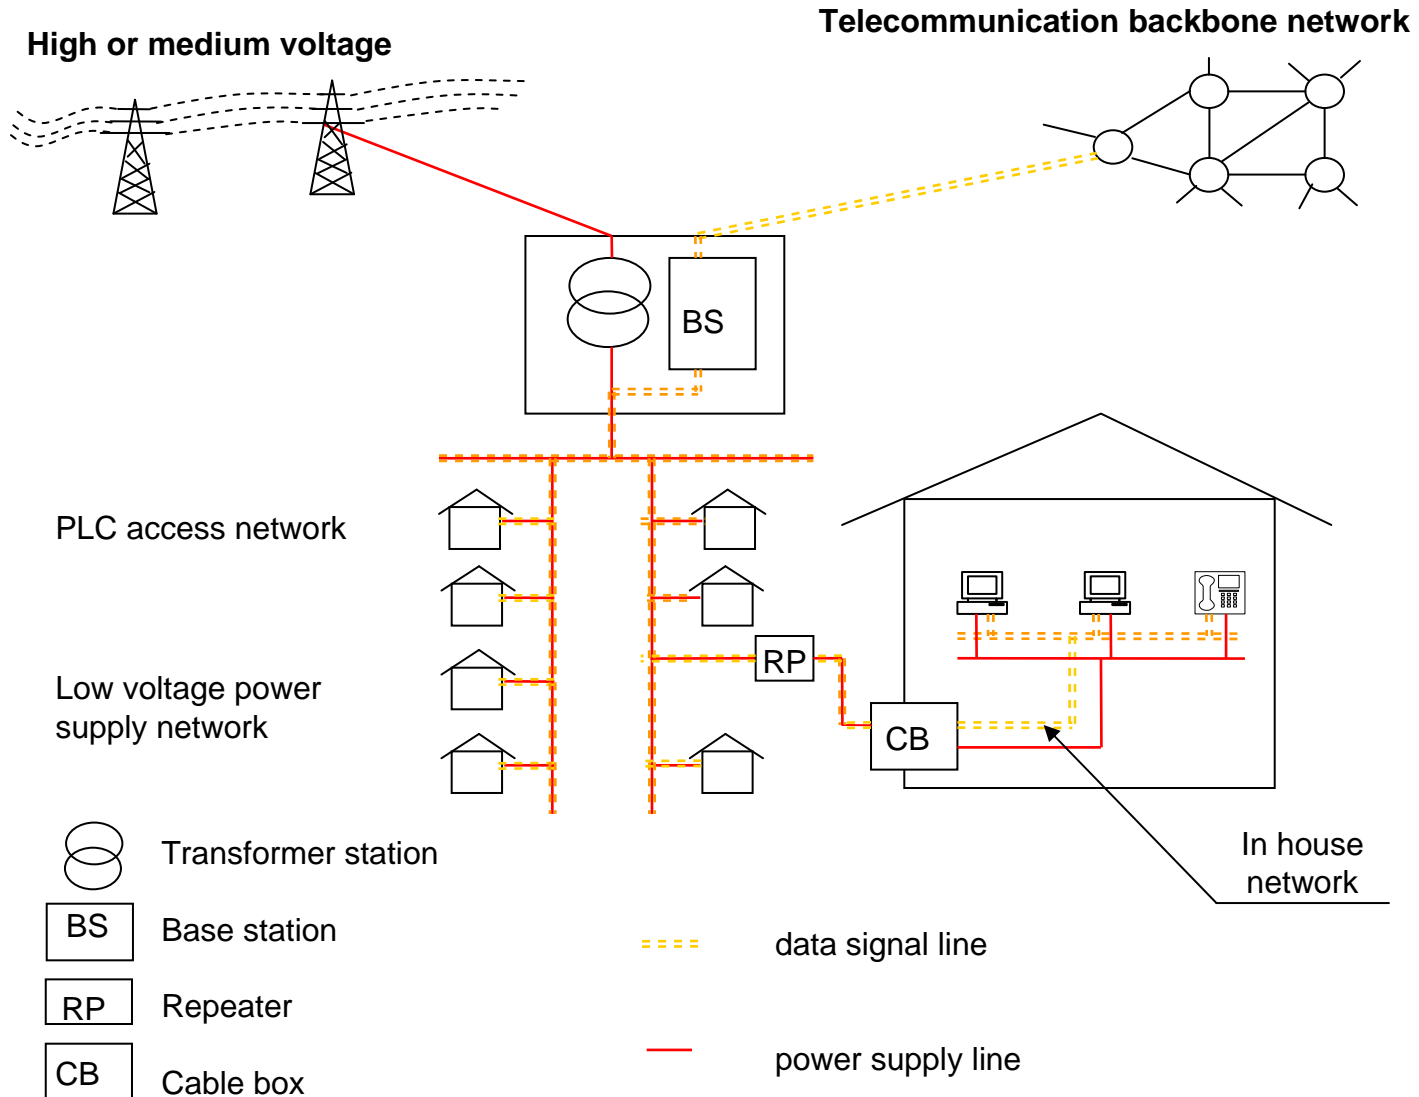 High or medium voltage
Telecommunication backbone network
BS
PLC access network
RP
Low voltage power
supply network
CB
In house
network
Transformer station
BS
Base station
data signal line
RP
Repeater
power supply line
CB
Cable box